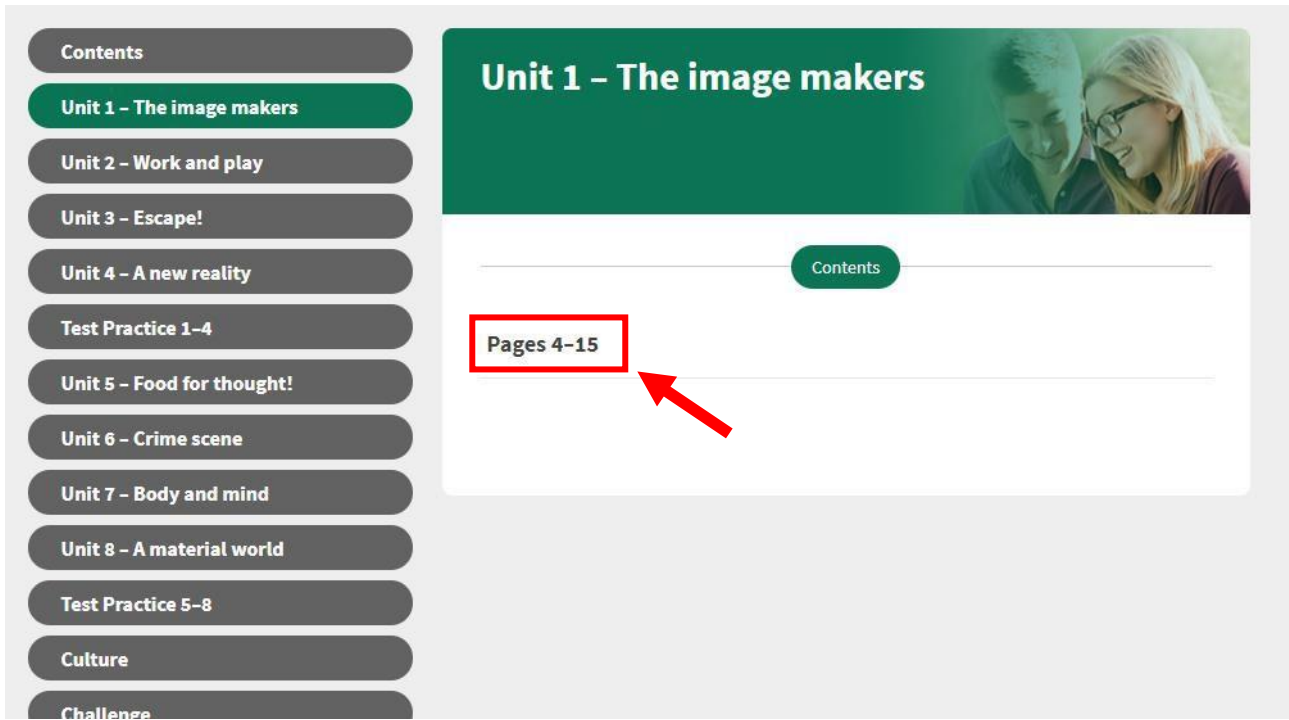 Contents
Unit 1 – The image makers
Unit 2 – Work and play
Unit 3 – Escape!
Unit 4 – A new reality
Test Practice 1–4
Unit 5 – Food for thought!
Unit 6 – Crime scene
Unit 7 – Body and mind
Unit 8 – A material world
Test Practice 5–8
Culture
Challenge
Unit 1 – The image makers
Contents
Pages 4–15